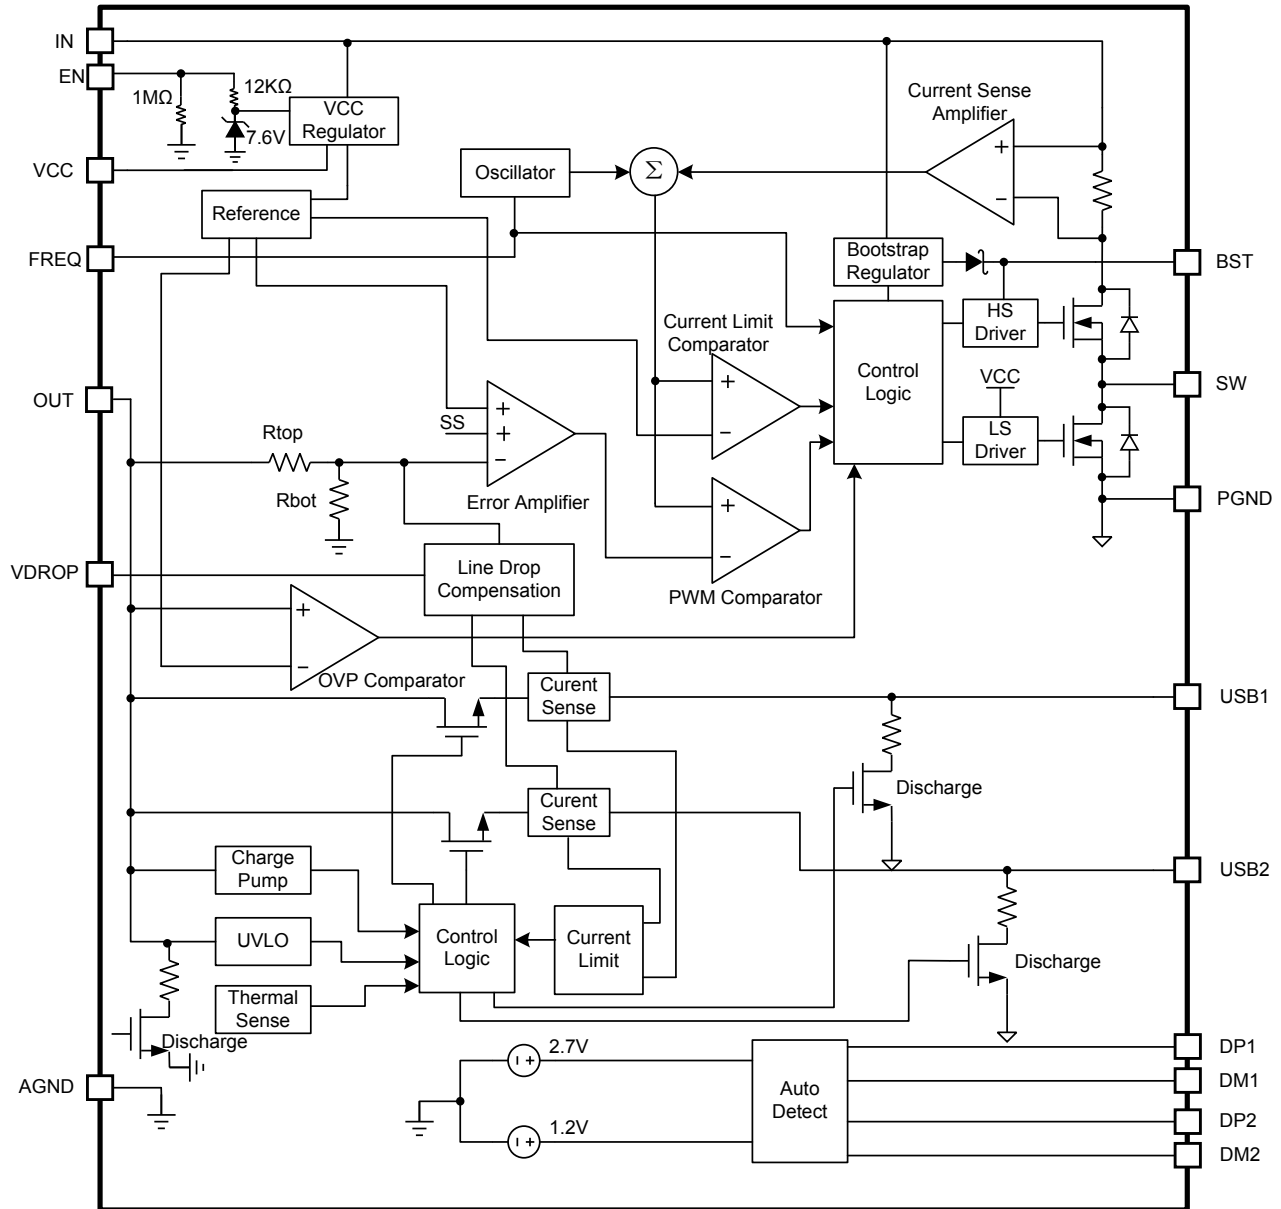 IN
EN
12KΩ
1MΩ
7.6V
VCC
Regulator
Current Sense
Amplifier
+
−
VCC
Oscillator
Σ
Reference
FREQ
Bootstrap
Regulator
BST
HS
Driver
Current Limit
Comparator
+
−
Control
Logic
VCC
SW
OUT
LS
Driver
SS
+
+
−
Rtop
Rbot
Error Amplifier
PGND
+
−
PWM Comparator
VDROP
Line Drop
Compensation
+
−
OVP Comparator
Curent
Sense
USB1
Discharge
Curent
Sense
Charge
Pump
USB2
UVLO
Control
Logic
Current
Limit
Discharge
Thermal
Sense
Discharge
AGND
2.7V
+
1.2V
+
Auto
Detect
DP1
DM1
DP2
DM2